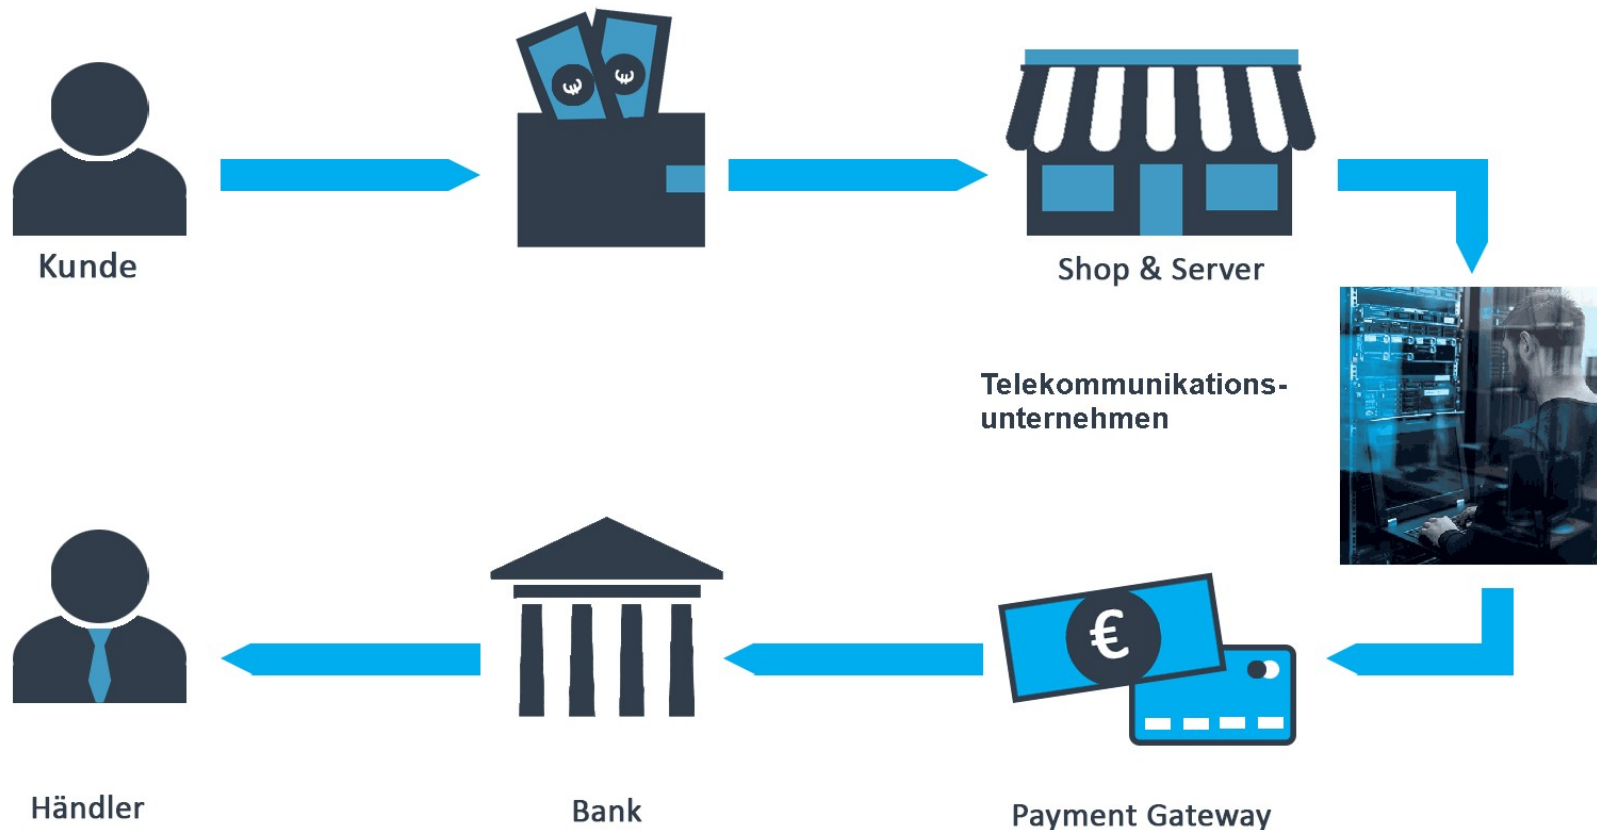 Kunde
Shop & Server
Telekommunikations-
unternehmen
€
Händler
Bank
Payment Gateway